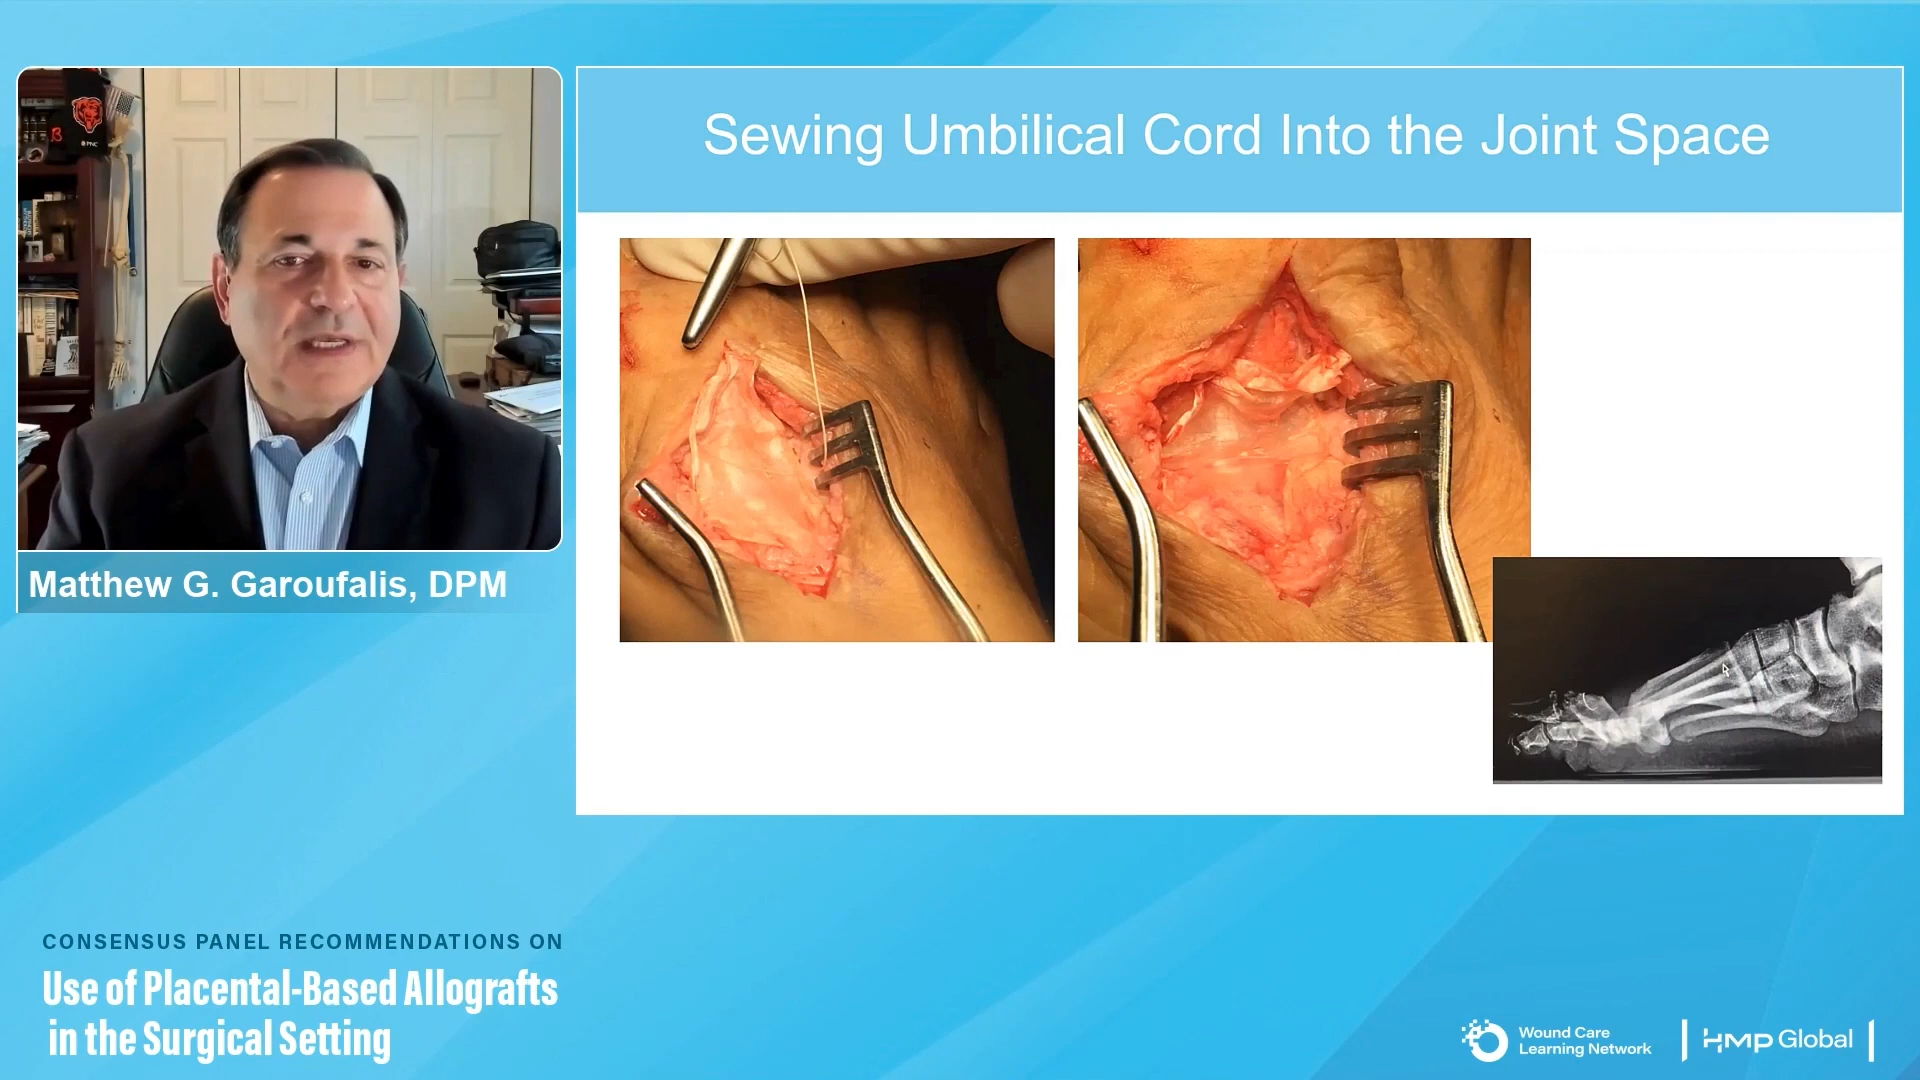 Sewing Umbilical Cord Into the Joint Space
B
PNC
Matthew G. Garoufalis, DPM
CONSENSUS PANEL RECOMMENDATIONS ON
Use of Placental-Based Allografts
in the Surgical Setting
Wound Care
Learning Network
HMP Global